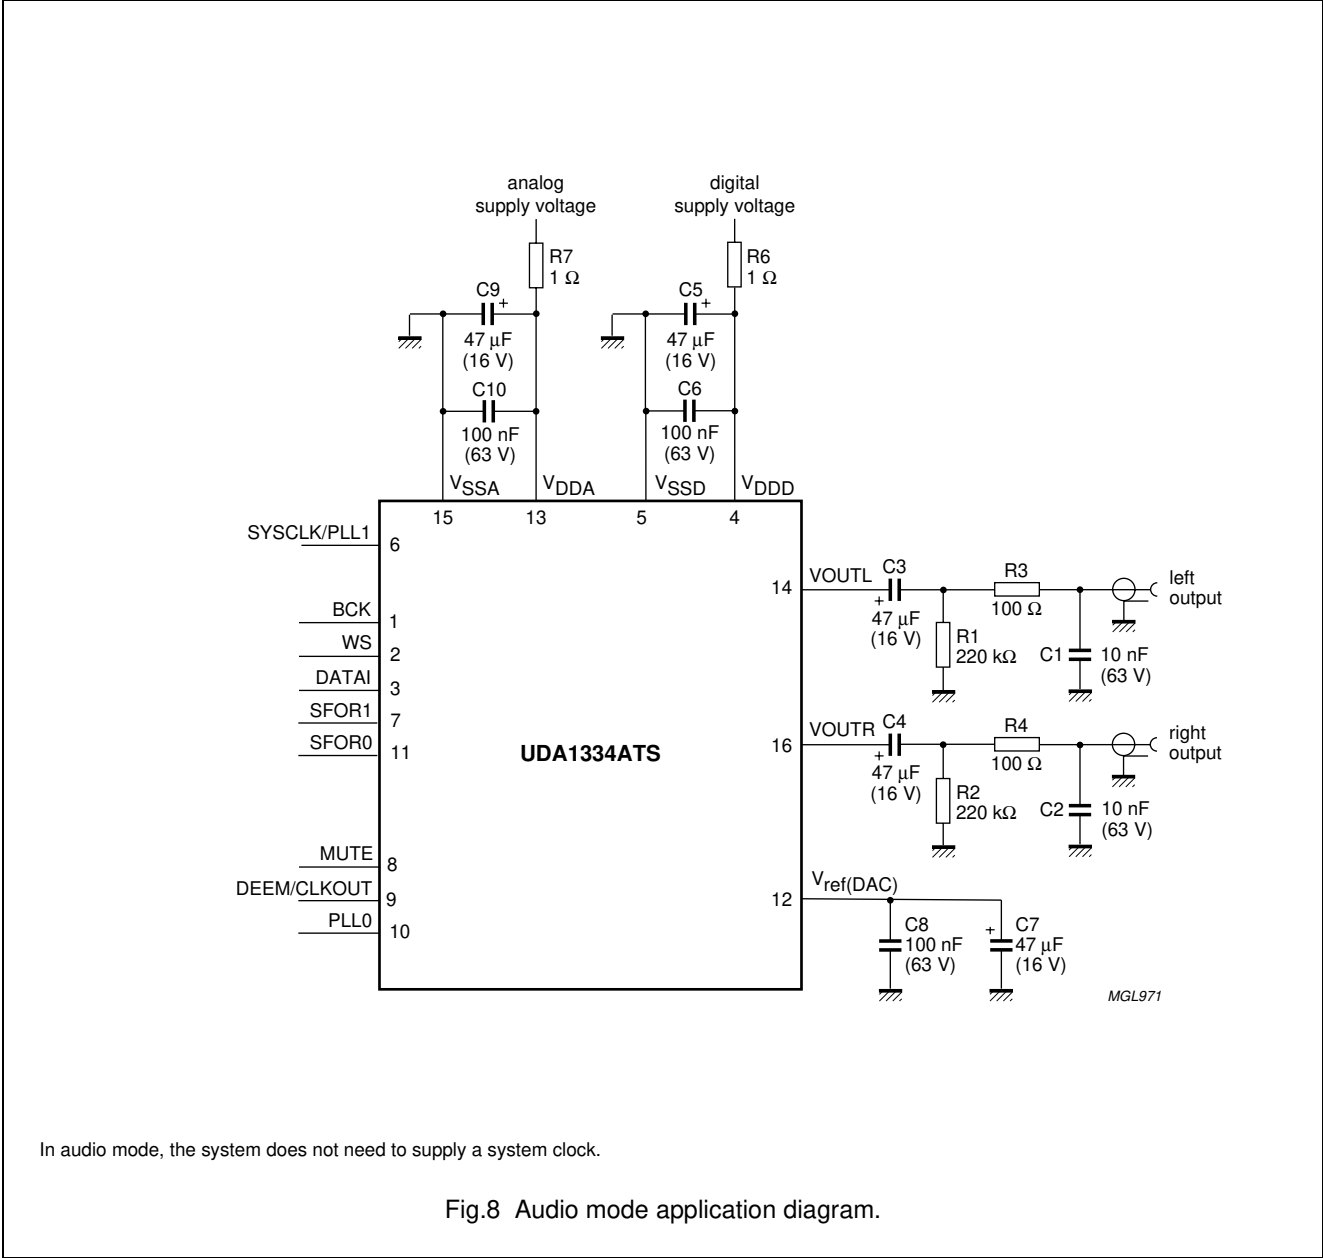 analog
supply voltage
digital
supply voltage
R7
1 Ω
R6
1 Ω
C9
+
47 µF
(16 V)
C5
+
47 µF
(16 V)
C10
100 nF
(63 V)
C6
100 nF
(63 V)
VSSA
VDDA
VSSD
VDDD
15
13
5
4
SYSCLK/PLL1
6
BCK
1
WS
2
DATAI
3
SFOR1
7
SFOR0
11
MUTE
8
DEEM/CLKOUT
9
PLL0
10
UDA1334ATS
14
VOUTL
C3
+
47 µF
(16 V)
R3
100 Ω
left
output
R1
220 kΩ
C1
10 nF
(63 V)
16
VOUTR
C4
+
47 µF
(16 V)
R4
100 Ω
right
output
R2
220 kΩ
C2
10 nF
(63 V)
12
Vref(DAC)
C8
100 nF
(63 V)
+
C7
47 µF
(16 V)
MGL971
In audio mode, the system does not need to supply a system clock.
Fig.8 Audio mode application diagram.